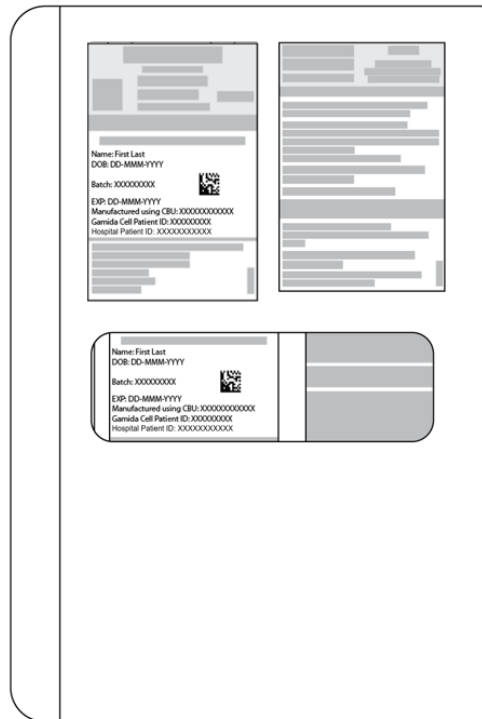 Name: First Last
DOB: DD-MMM-YYYY
Batch: XXXXXXXXX
EXP: DD-MMM-YYYY
Manufactured using CBU: XXXXXXXXXXXX
Gamida Cell Patient ID: XXXXXXXXX
Hospital Patient ID: XXXXXXXXXXX
Name: First Last
DOB: DD-MMM-YYYY
Batch: XXXXXXXXX
EXP: DD-MMM-YYYY
Manufactured using CBU: XXXXXXXXXXXX
Gamida Cell Patient ID: XXXXXXXXX
Hospital Patient ID: XXXXXXXXXXX